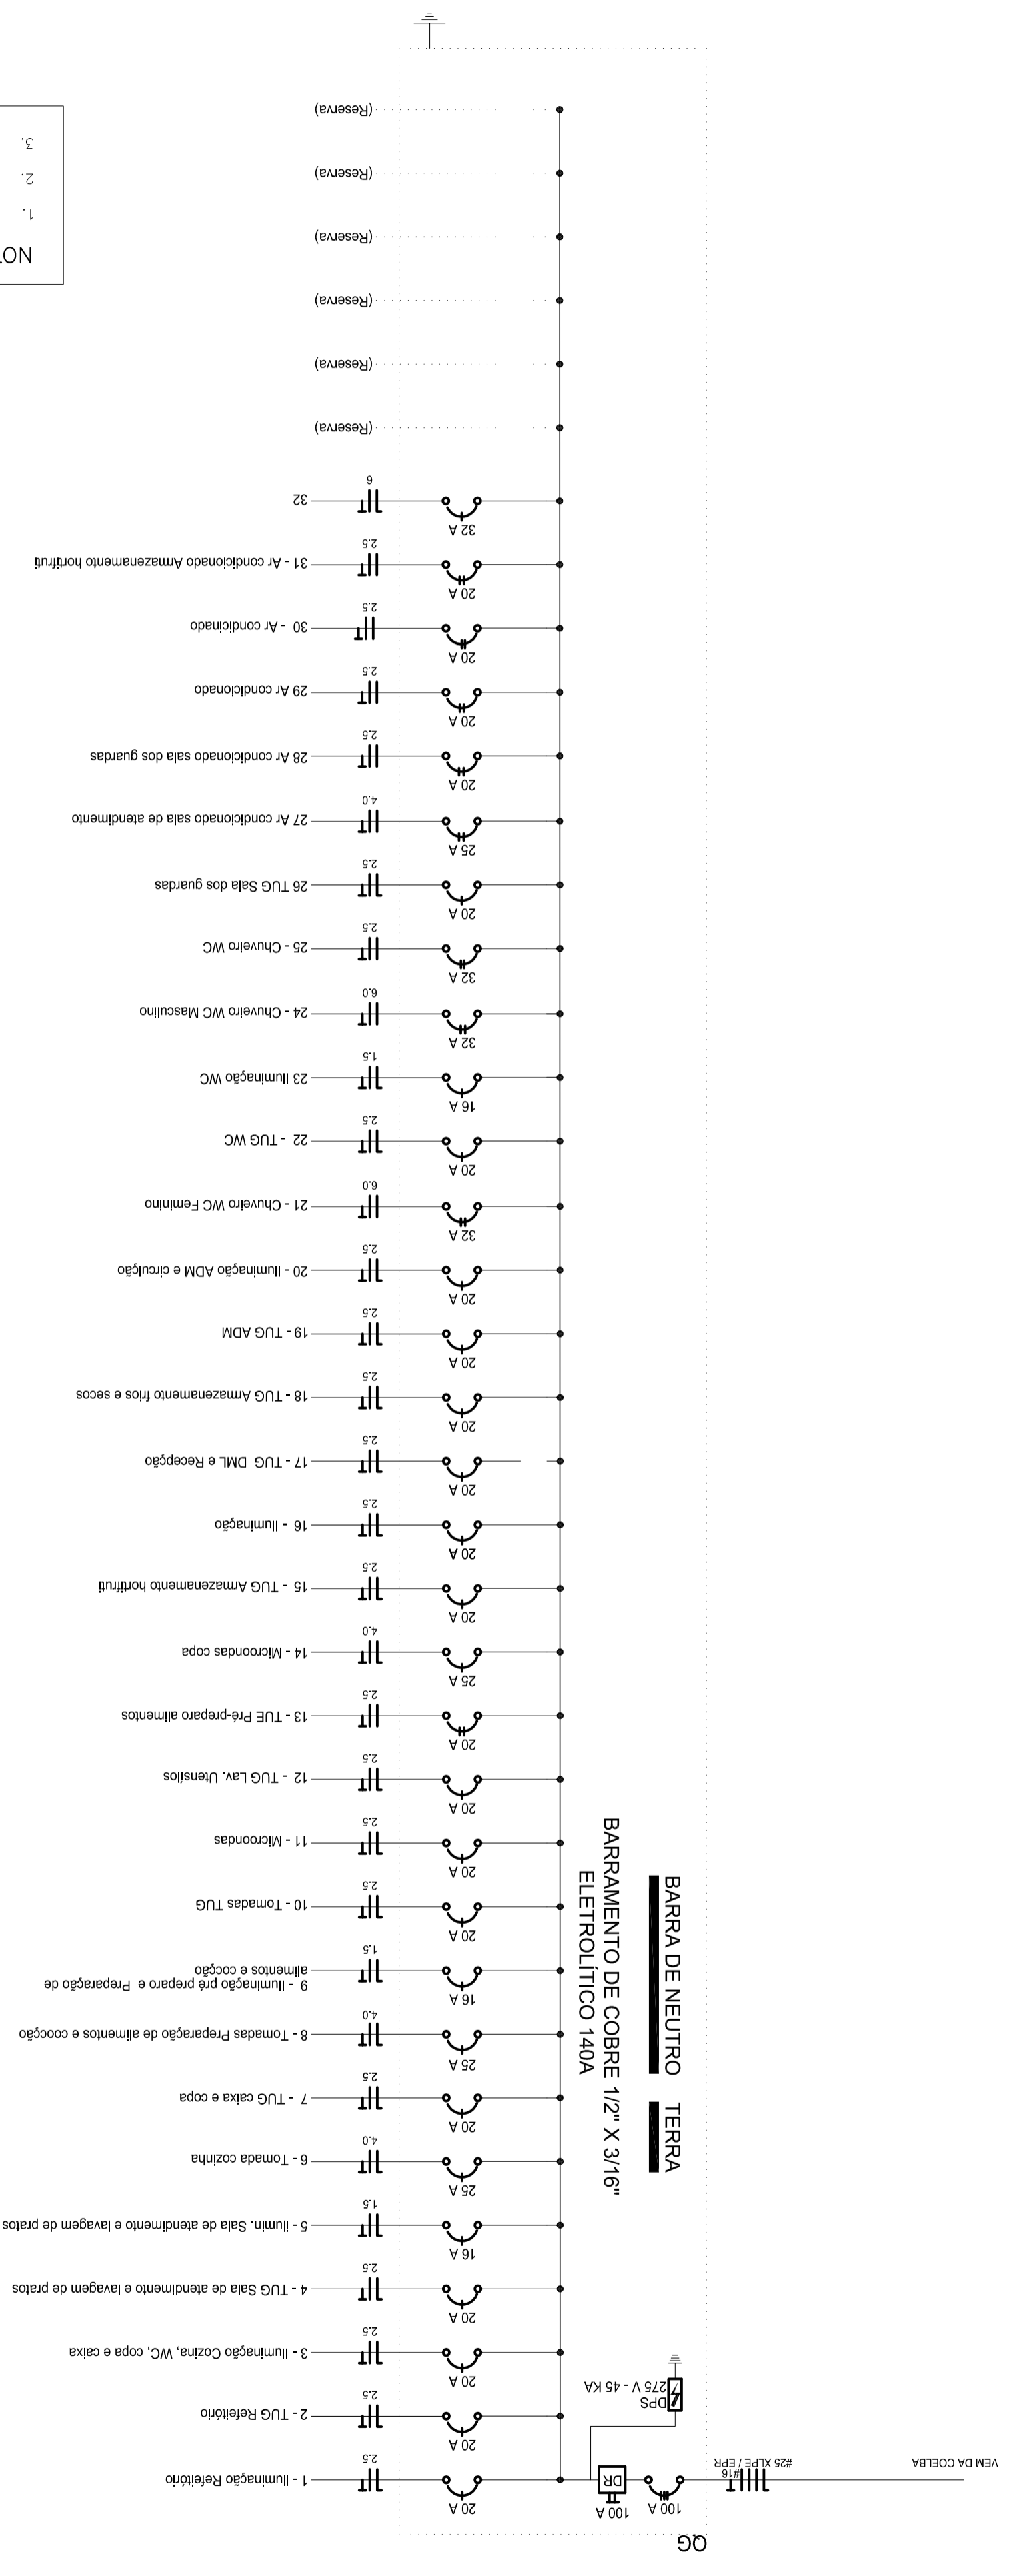 QG
VEM DA COELBA
#25 XLPE / EPR
#16
100 A
100 A
DR
DPS
275 V - 45 KA
BARRA DE NEUTRO
TERRA
BARRAMENTO DE COBRE 1/2" X 3/16"
ELETROLÍTICO 140A
20 A
2.5
1 - Iluminação Refeitório
20 A
2.5
2 - TUG Refeitório
20 A
2.5
3 - Iluminação Cozina, WC, copa e caixa
20 A
2.5
4 - TUG Sala de atendimento e lavagem de pratos
16 A
1.5
5 - ilumin. Sala de atendimento e lavagem de pratos
25 A
4.0
6 - Tomada cozinha
20 A
2.5
7 - TUG caixa e copa
25 A
4.0
8 - Tomadas Preparação de alimentos e coocção
16 A
1.5
9 - Iluminação pré preparo e Preparação de
alimentos e cocção
20 A
2.5
10 - Tomadas TUG
20 A
2.5
11 - Microondas
20 A
2.5
12 - TUG Lav. Utensílos
20 A
2.5
13 - TUE Pré-preparo alimentos
25 A
4.0
14 - Microondas copa
20 A
2.5
15 - TUG Armazenamento hortifruti
20 A
2.5
16 - Iluminação
20 A
2.5
17 - TUG DML e Recepção
20 A
2.5
18 - TUG Armazenamento frios e secos
20 A
2.5
19 - TUG ADM
20 A
2.5
20 - Iluminação ADM e circulção
32 A
6.0
21 - Chuveiro WC Feminino
20 A
2.5
22 - TUG WC
16 A
1.5
23 Iluminação WC
32 A
6.0
24 - Chuveiro WC Masculino
32 A
2.5
25 - Chuveiro WC
20 A
2.5
26 TUG Sala dos guardas
25 A
4.0
27 Ar condicionado sala de atendimento
20 A
2.5
28 Ar condicionado sala dos guardas
20 A
2.5
29 Ar condicionado
20 A
2.5
30 - Ar condicinado
20 A
2.5
31 - Ar condicionado Armazenamento hortifruti
32 A
6
32
(Reserva)
(Reserva)
(Reserva)
(Reserva)
(Reserva)
(Reserva)
1.
2.
3.